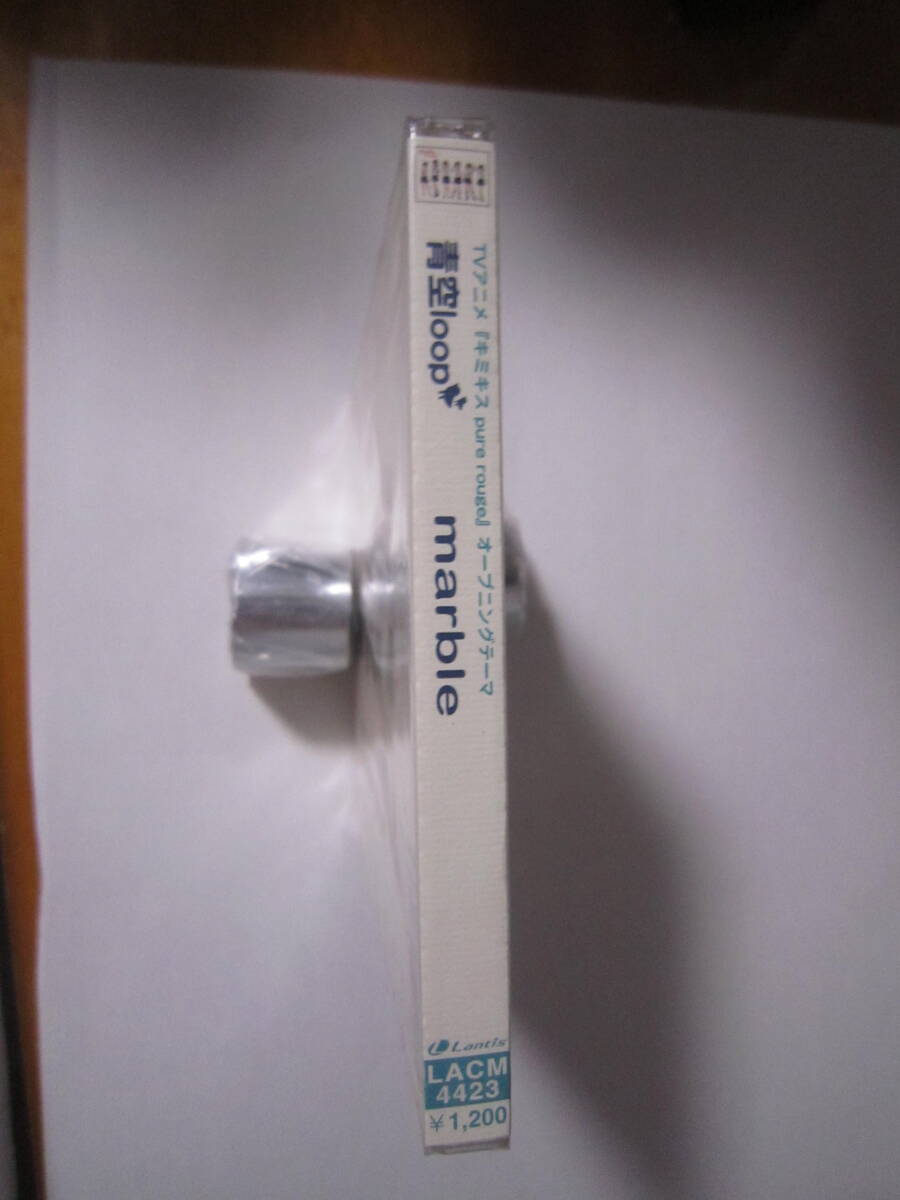 TVアニメ『キミキス pure rouge』オープニングテーマ
青空loop
marble
Lantis
LACM
4423
¥1,200